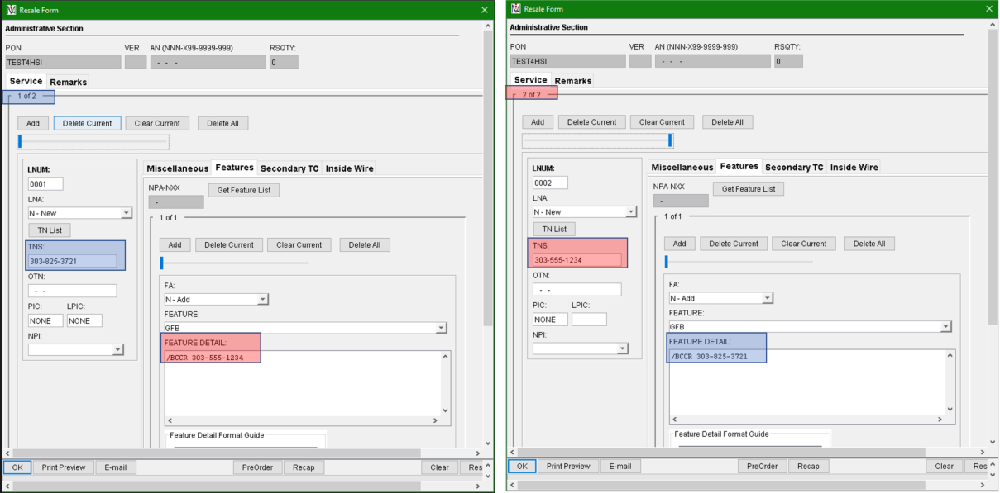 Resale Form
Administrative Section
PON VER AN (NNN-X99-9999-999) RSQTY:
TEST4HSI - - - 0
Service Remarks
1 of 2
Add Delete Current Clear Current Delete All
LNUM:
0001
LNA:
N - New
TN List
TNS:
303-825-3721
OTN:
- -
PIC: LPIC:
NONE NONE
NPI:
Miscellaneous Features Secondary TC Inside Wire
NPA-NXX Get Feature List
-
1 of 1
Add Delete Current Clear Current Delete All
FA:
N - Add
FEATURE:
GFB
FEATURE DETAIL:
/BCCR 303-555-1234
Feature Detail Format Guide
OK Print Preview E-mail PreOrder Recap Clear Res
Resale Form
Administrative Section
PON VER AN (NNN-X99-9999-999) RSQTY:
TEST4HSI - - - 0
Service Remarks
2 of 2
Add Delete Current Clear Current Delete All
LNUM:
0002
LNA:
N - New
TN List
TNS:
303-555-1234
OTN:
- -
PIC: LPIC:
NONE
NPI:
Miscellaneous Features Secondary TC Inside Wire
NPA-NXX Get Feature List
-
1 of 1
Add Delete Current Clear Current Delete All
FA:
N - Add
FEATURE:
GFB
FEATURE DETAIL:
/BCCR 303-825-3721
Feature Detail Format Guide
OK Print Preview E-mail PreOrder Recap Clear Res